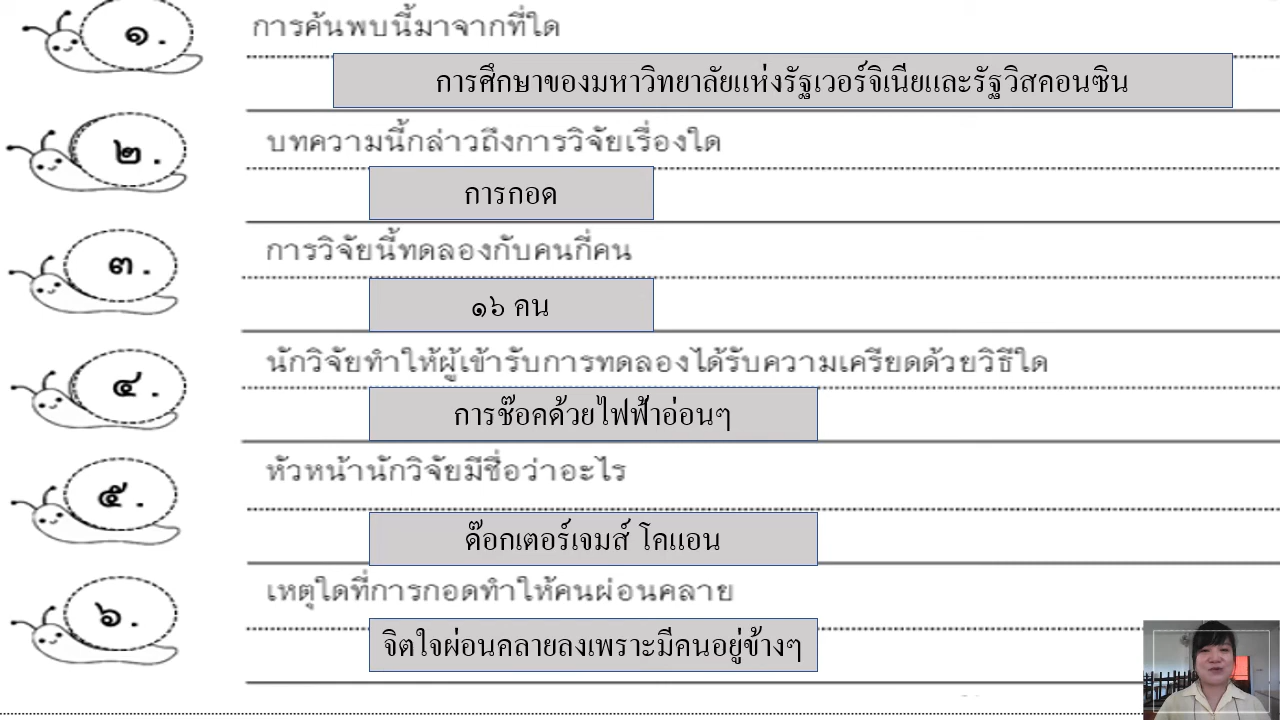 ๑. การค้นพบนี้มาจากที่ใด
การศึกษาของมหาวิทยาลัยแห่งรัฐเวอร์จิเนียและรัฐวิสคอนซิน
๒. บทความนี้กล่าวถึงการวิจัยเรื่องใด
การกอด
๓. การวิจัยนี้ทดลองกับคนกี่คน
๑๖ คน
๔. นักวิจัยทำให้ผู้เข้ารับการทดลองได้รับความเครียดด้วยวิธีใด
การช๊อคด้วยไฟฟ้าอ่อนๆ
๕. หัวหน้านักวิจัยมีชื่อว่าอะไร
ด๊อกเตอร์เจมส์ โคแอน
๖. เหตุใดที่การกอดทำให้คนผ่อนคลาย
จิตใจผ่อนคลายลงเพราะมีคนอยู่ข้างๆ